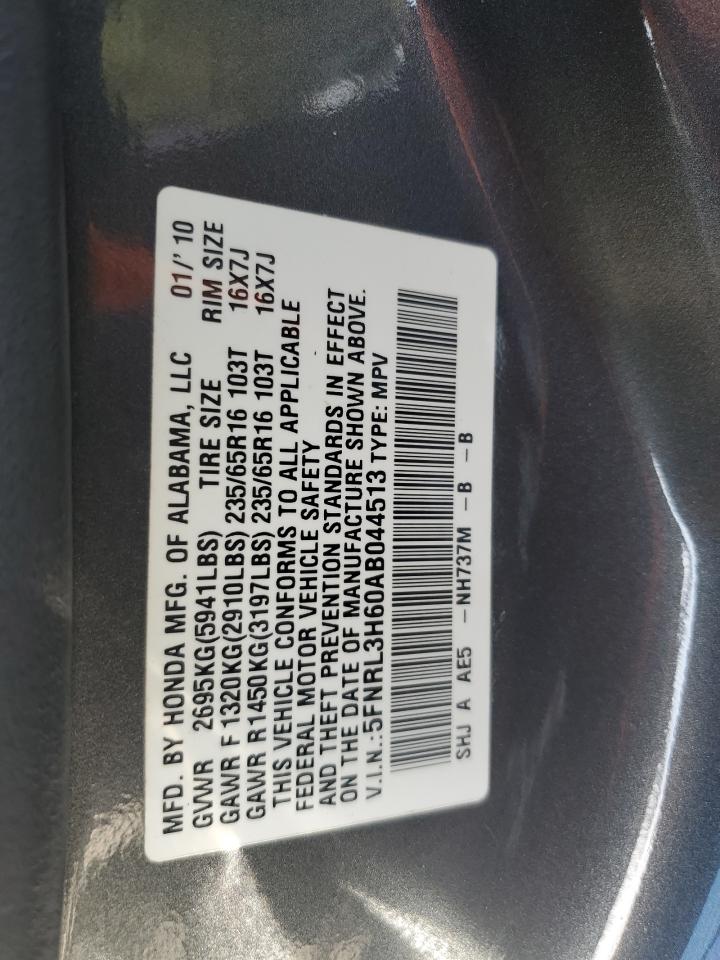 MFD. BY HONDA MFG. OF ALABAMA, LLC 01/'10
GVWR 2695KG(5941LBS) TIRE SIZE RIM SIZE
GAWR F 1320KG(2910LBS) 235/65R16 103T 16X7J
GAWR R1450KG(3197LBS) 235/65R16 103T 16X7J
THIS VEHICLE CONFORMS TO ALL APPLICABLE
FEDERAL MOTOR VEHICLE SAFETY
AND THEFT PREVENTION STANDARDS IN EFFECT
ON THE DATE OF MANUFACTURE SHOWN ABOVE.
V.I.N.:5FNRL3H60AB044513 TYPE: MPV
SHJ A AE5 - NH737M - B - B